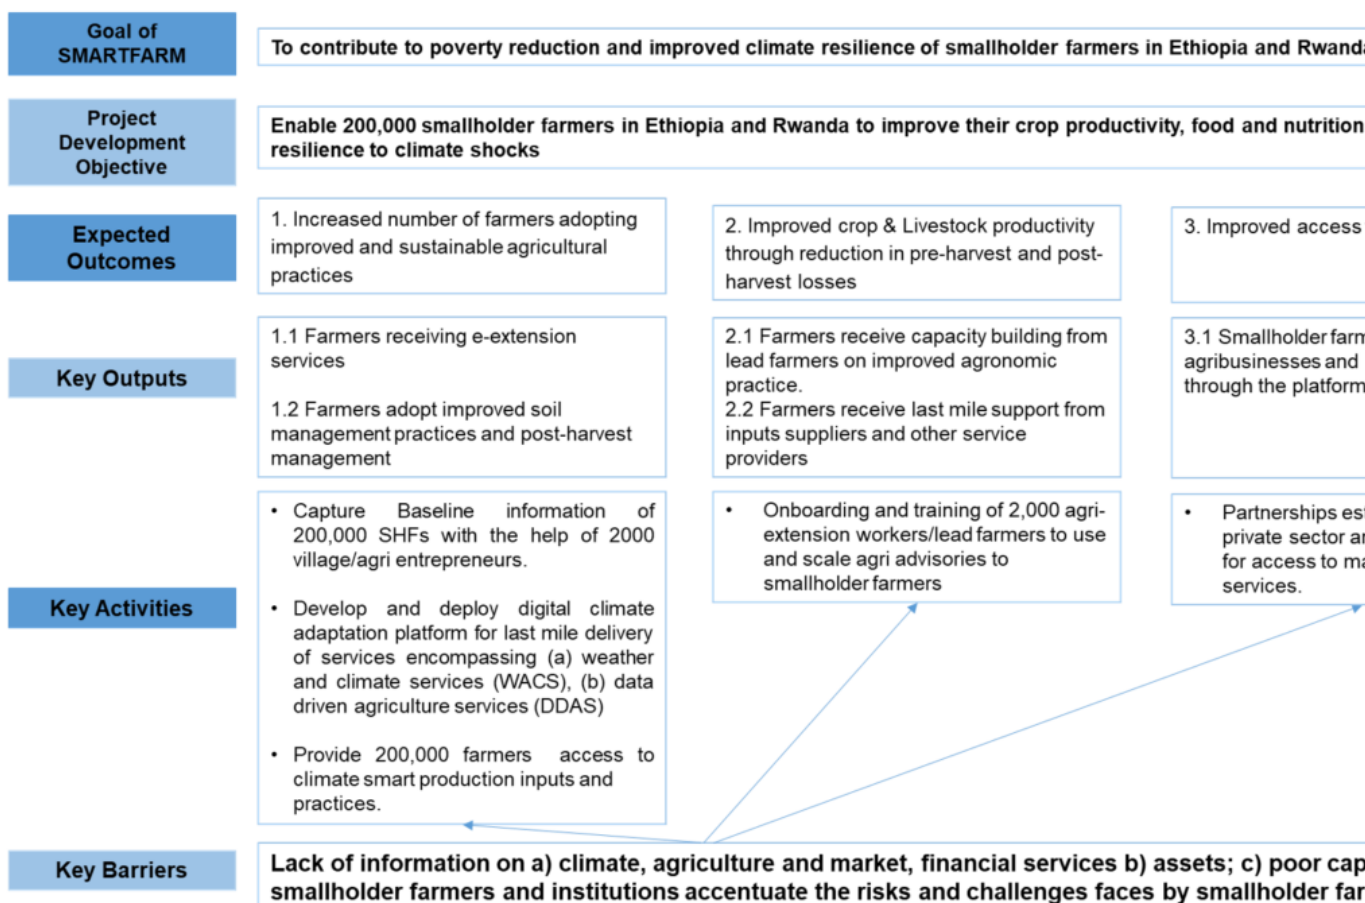 Goal of
SMARTFARM
To contribute to poverty reduction and improved climate resilience of smallholder farmers in Ethiopia and Rwanda
Project
Development
Objective
Enable 200,000 smallholder farmers in Ethiopia and Rwanda to improve their crop productivity, food and nutrition
resilience to climate shocks
Expected
Outcomes
1. Increased number of farmers adopting
improved and sustainable agricultural
practices
2. Improved crop & Livestock productivity
through reduction in pre-harvest and post-
harvest losses
3. Improved access
Key Outputs
1.1 Farmers receiving e-extension
services
1.2 Farmers adopt improved soil
management practices and post-harvest
management
2.1 Farmers receive capacity building from
lead farmers on improved agronomic
practice.
2.2 Farmers receive last mile support from
inputs suppliers and other service
providers
3.1 Smallholder
agribusinesses and
through the platform
Key Activities
• Capture Baseline information of
200,000 SHFs with the help of 2000
village/agri entrepreneurs.
• Develop and deploy digital climate
adaptation platform for last mile delivery
of services encompassing (a) weather
and climate services (WACS), (b) data
driven agriculture services (DDAS)
• Provide 200,000 farmers access to
climate smart production inputs and
practices.
• Onboarding and training of 2,000 agri-
extension workers/lead farmers to use
and scale agri advisories to
smallholder farmers
• Partnerships
private sector
for access to
services.
Key Barriers
Lack of information on a) climate, agriculture and market, financial services b) assets; c) poor
smallholder farmers and institutions accentuate the risks and challenges faces by smallholder